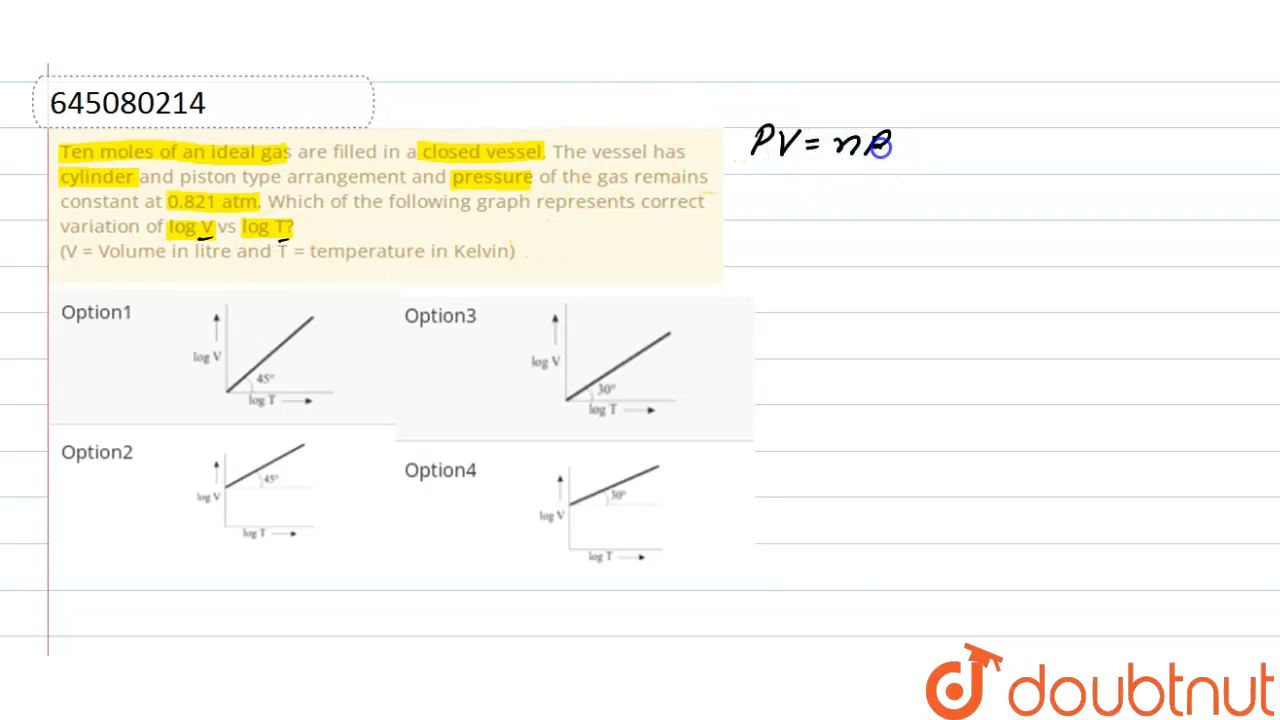 645080214
Ten moles of an ideal gas are filled in a closed vessel. The vessel has
cylinder and piston type arrangement and pressure of the gas remains
constant at 0.821 atm. Which of the following graph represents correct
variation of log V vs log T?
(V = Volume in litre and T = temperature in Kelvin)
PV = nR
Option1
log V
45°
log T
Option3
log V
30°
log T
Option2
log V
45°
log T
Option4
log V
30°
log T
doubtnut